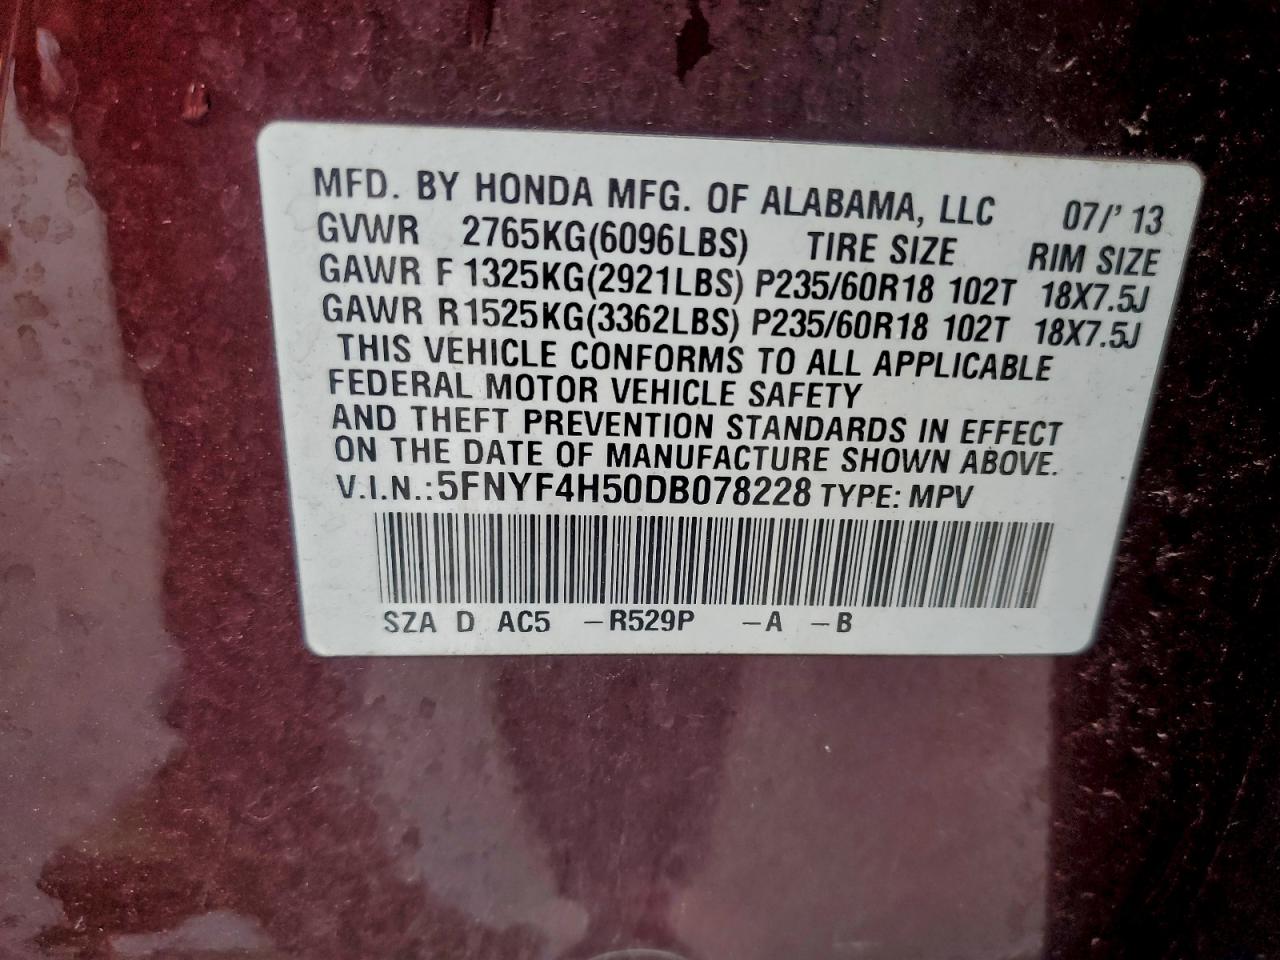 MFD. BY HONDA MFG. OF ALABAMA, LLC 07/' 13
GVWR 2765KG(6096LBS) TIRE SIZE RIM SIZE
GAWR F 1325KG(2921LBS) P235/60R18 102T 18X7.5J
GAWR R 1525KG(3362LBS) P235/60R18 102T 18X7.5J
THIS VEHICLE CONFORMS TO ALL APPLICABLE
FEDERAL MOTOR VEHICLE SAFETY
AND THEFT PREVENTION STANDARDS IN EFFECT
ON THE DATE OF MANUFACTURE SHOWN ABOVE.
V.I.N.: 5FNYF4H50DB078228 TYPE: MPV
SZA D AC5 –R529P –A –B